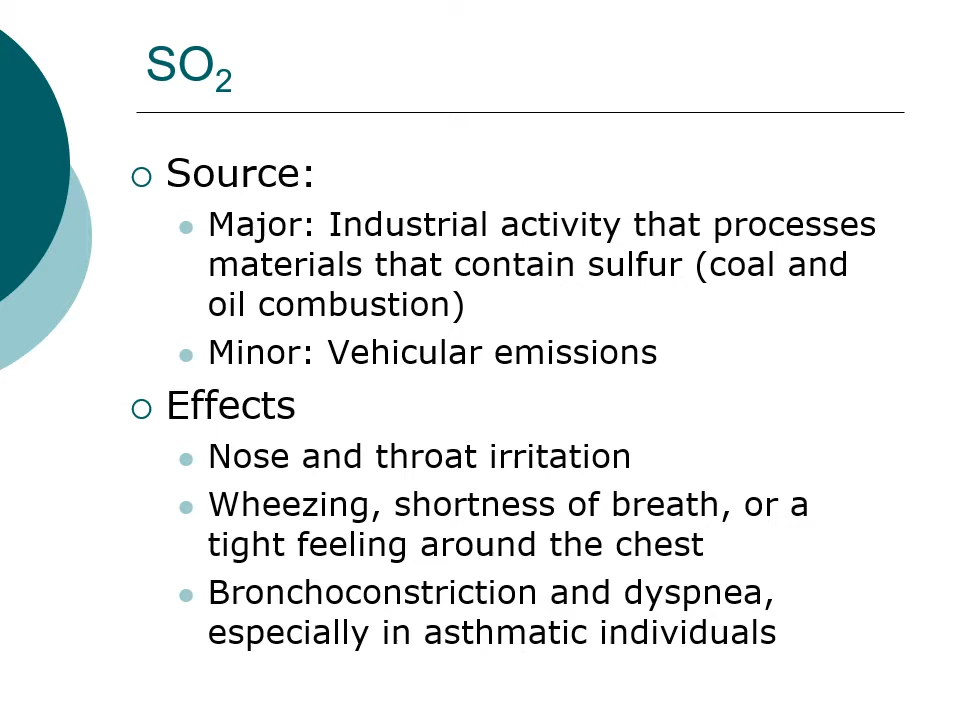 SO₂
Source:
Major: Industrial activity that processes
materials that contain sulfur (coal and
oil combustion)
Minor: Vehicular emissions
Effects
Nose and throat irritation
Wheezing, shortness of breath, or a
tight feeling around the chest
Bronchoconstriction and dyspnea,
especially in asthmatic individuals